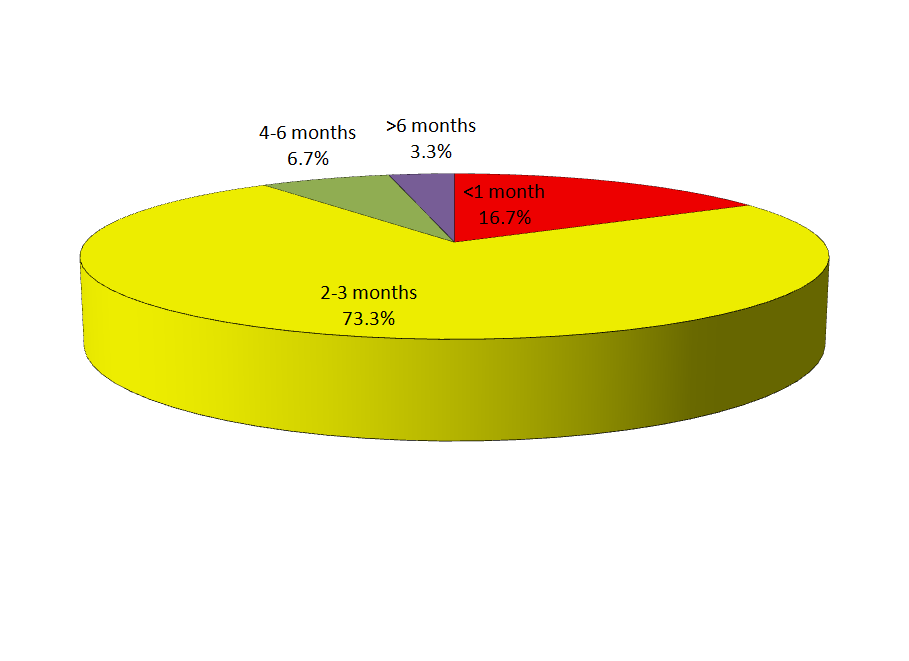 4-6 months
6.7%
>6 months
3.3%
<1 month
16.7%
2-3 months
73.3%